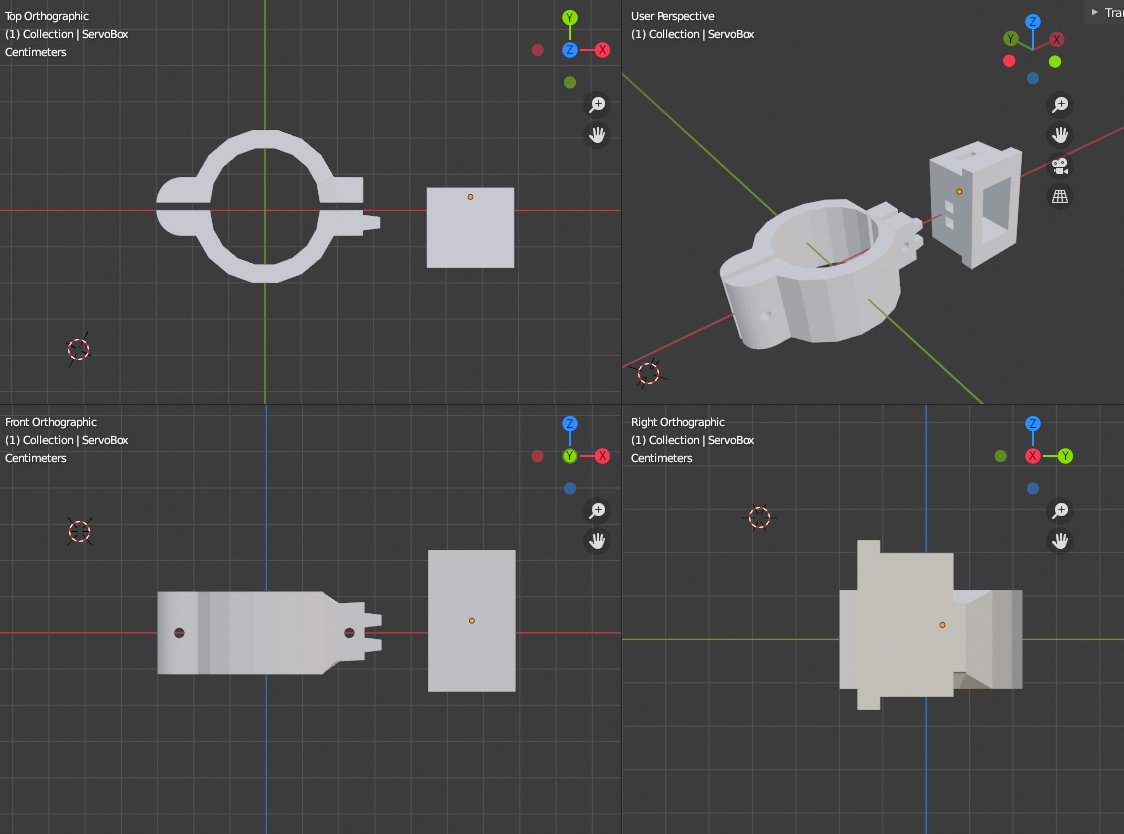 Top Orthographic
(1) Collection | ServoBox
Centimeters
Y
Z
X
User Perspective
(1) Collection | ServoBox
Z
Y
X
Tra
Front Orthographic
(1) Collection | ServoBox
Centimeters
Z
Y
X
Right Orthographic
(1) Collection | ServoBox
Centimeters
Z
X
Y